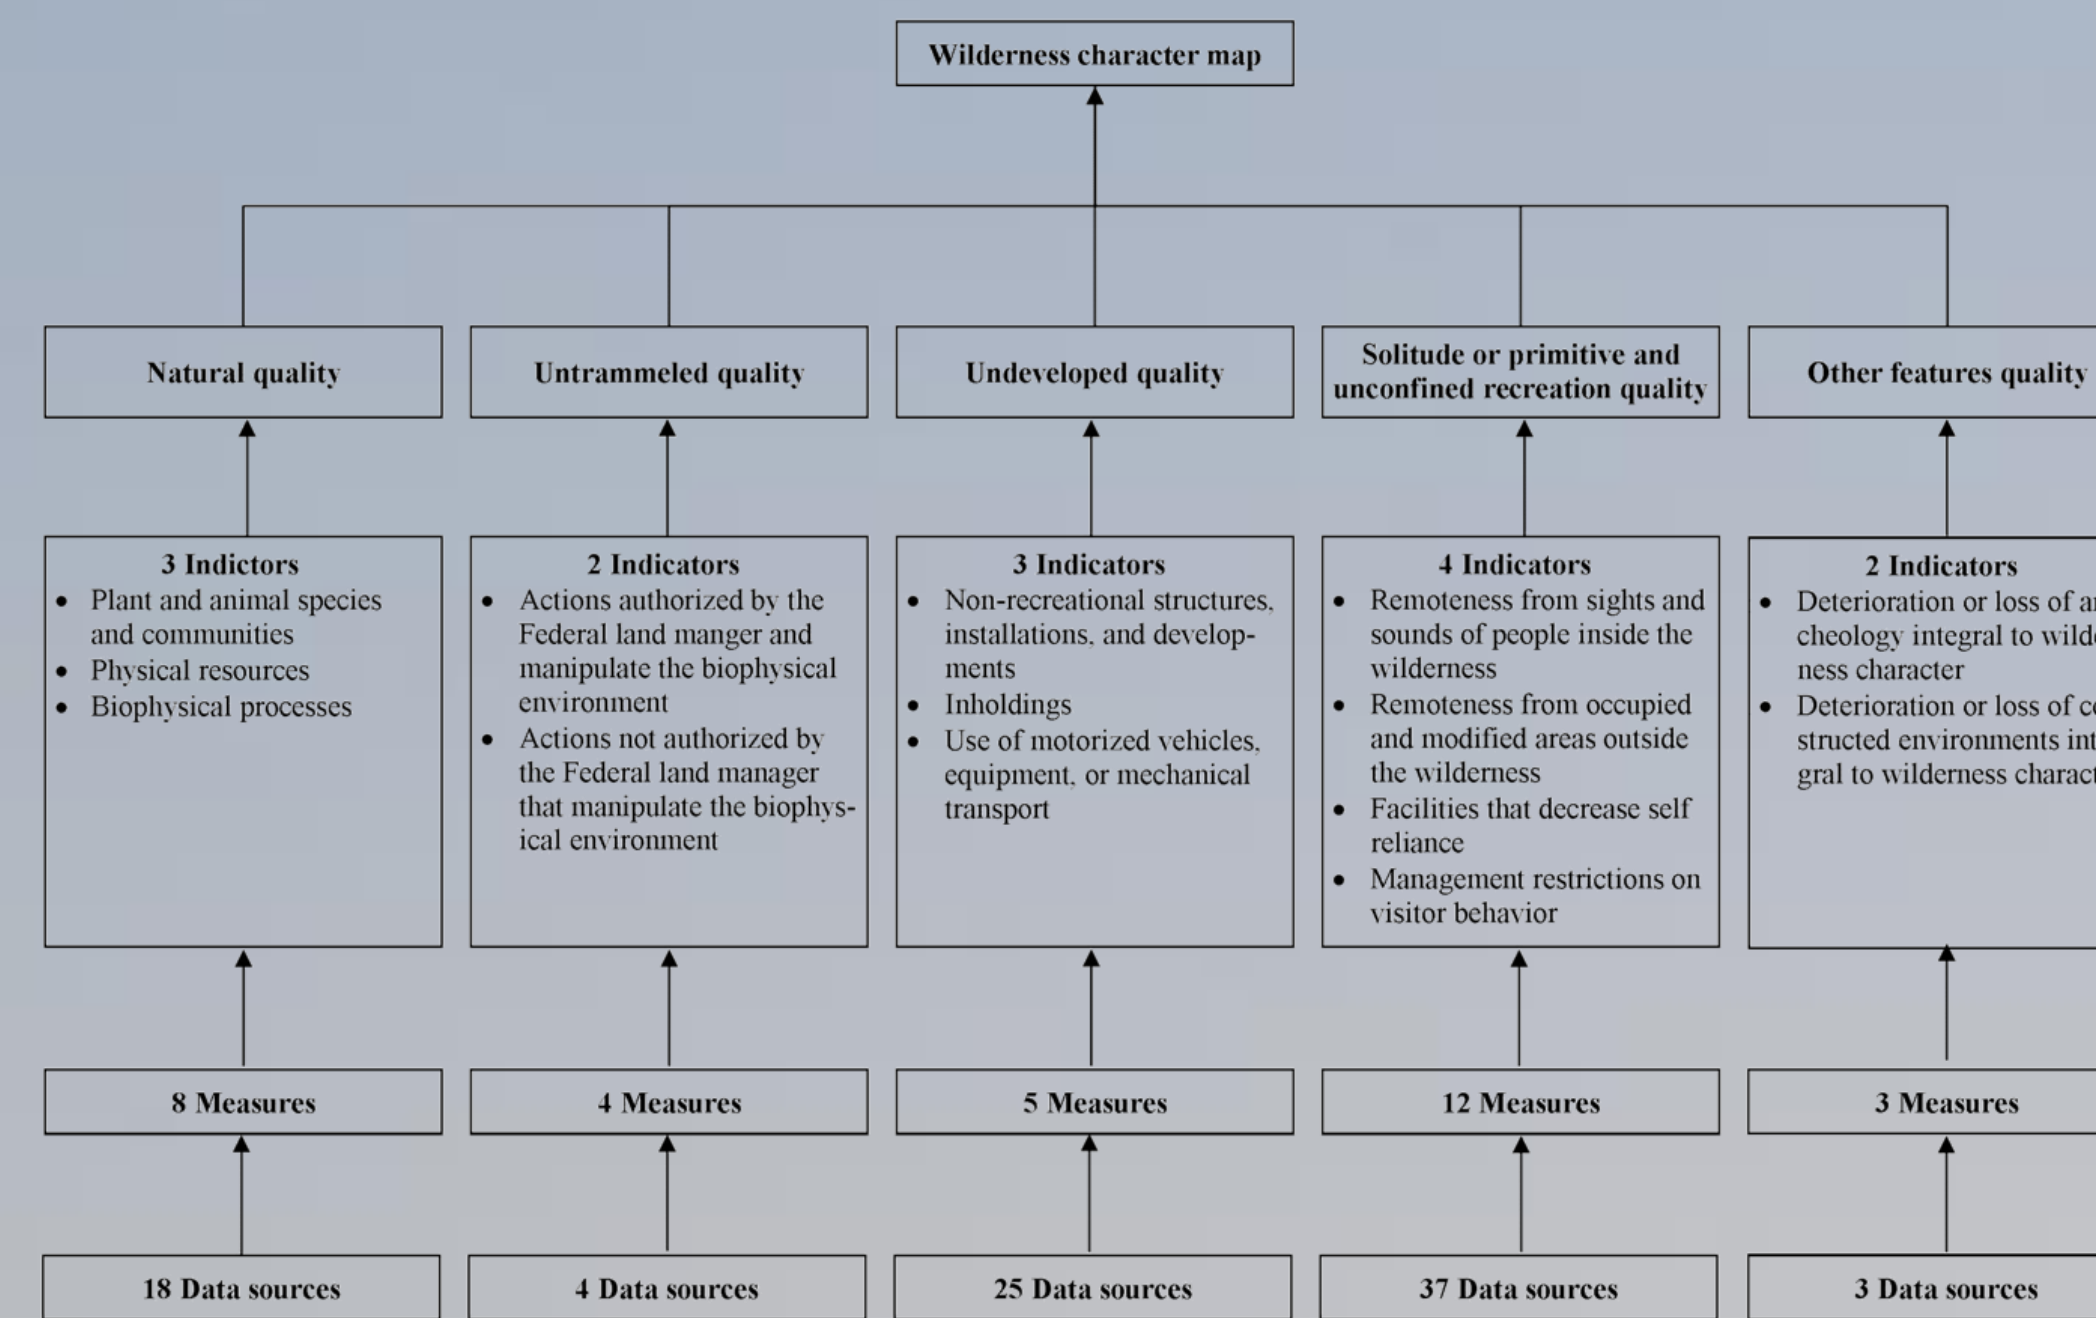 Wilderness character map
Natural quality
Untrammeled quality
Undeveloped quality
Solitude or primitive and
unconfined recreation quality
Other features quality
3 Indictors
• Plant and animal species
and communities
• Physical resources
• Biophysical processes
2 Indicators
• Actions authorized by the
Federal land manger and
manipulate the biophysical
environment
• Actions not authorized by
the Federal land manager
that manipulate the biophys-
ical environment
3 Indicators
• Non-recreational structures,
installations, and develop-
ments
• Inholdings
• Use of motorized vehicles,
equipment, or mechanical
transport
4 Indicators
• Remoteness from sights and
sounds of people inside the
wilderness
• Remoteness from occupied
and modified areas outside
the wilderness
• Facilities that decrease self
reliance
• Management restrictions on
visitor behavior
2 Indicators
• Deterioration or loss of
cheology integral to
ness character
• Deterioration or loss of
structed environments
gral to wilderness
8 Measures
4 Measures
5 Measures
12 Measures
3 Measures
18 Data sources
4 Data sources
25 Data sources
37 Data sources
3 Data sources